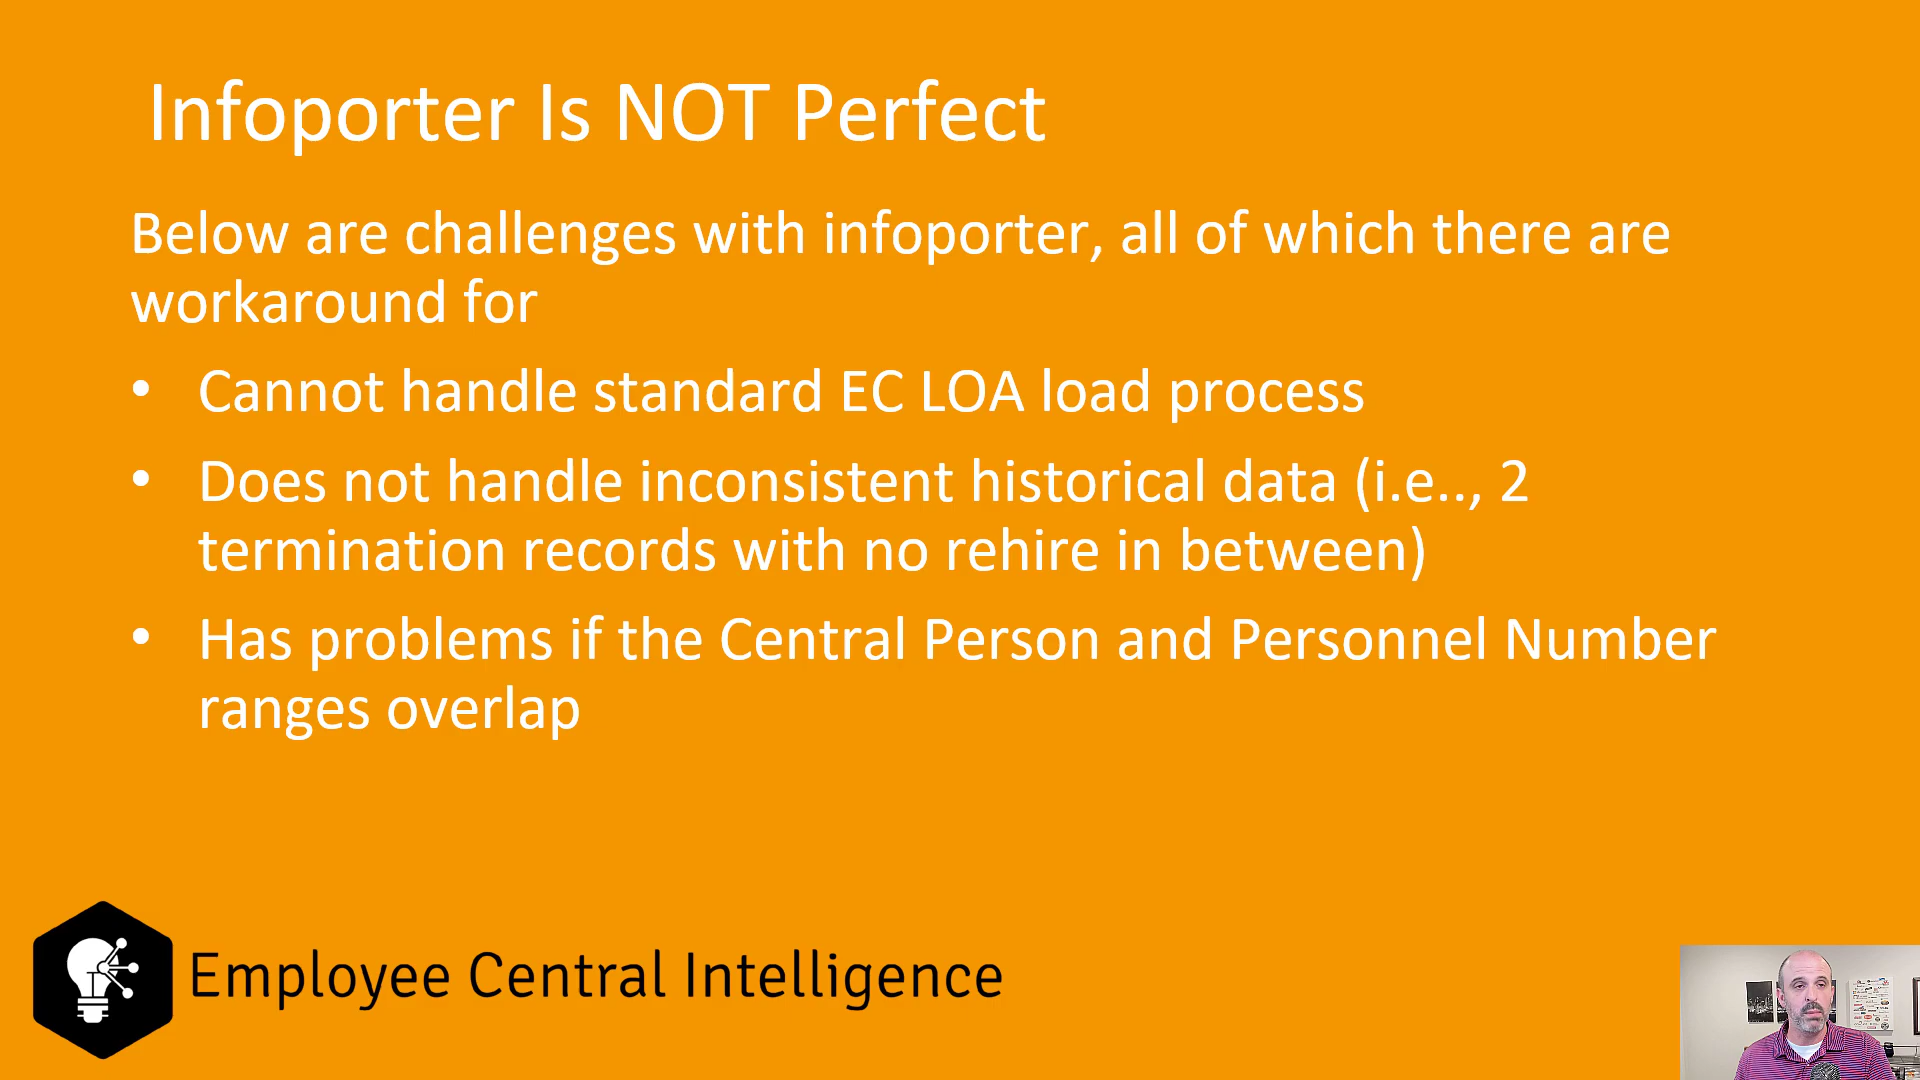 Infoporter Is NOT Perfect
Below are challenges with infoporter, all of which there are
workaround for
• Cannot handle standard EC LOA load process
• Does not handle inconsistent historical data (i.e.., 2
termination records with no rehire in between)
• Has problems if the Central Person and Personnel Number
ranges overlap
Employee Central Intelligence